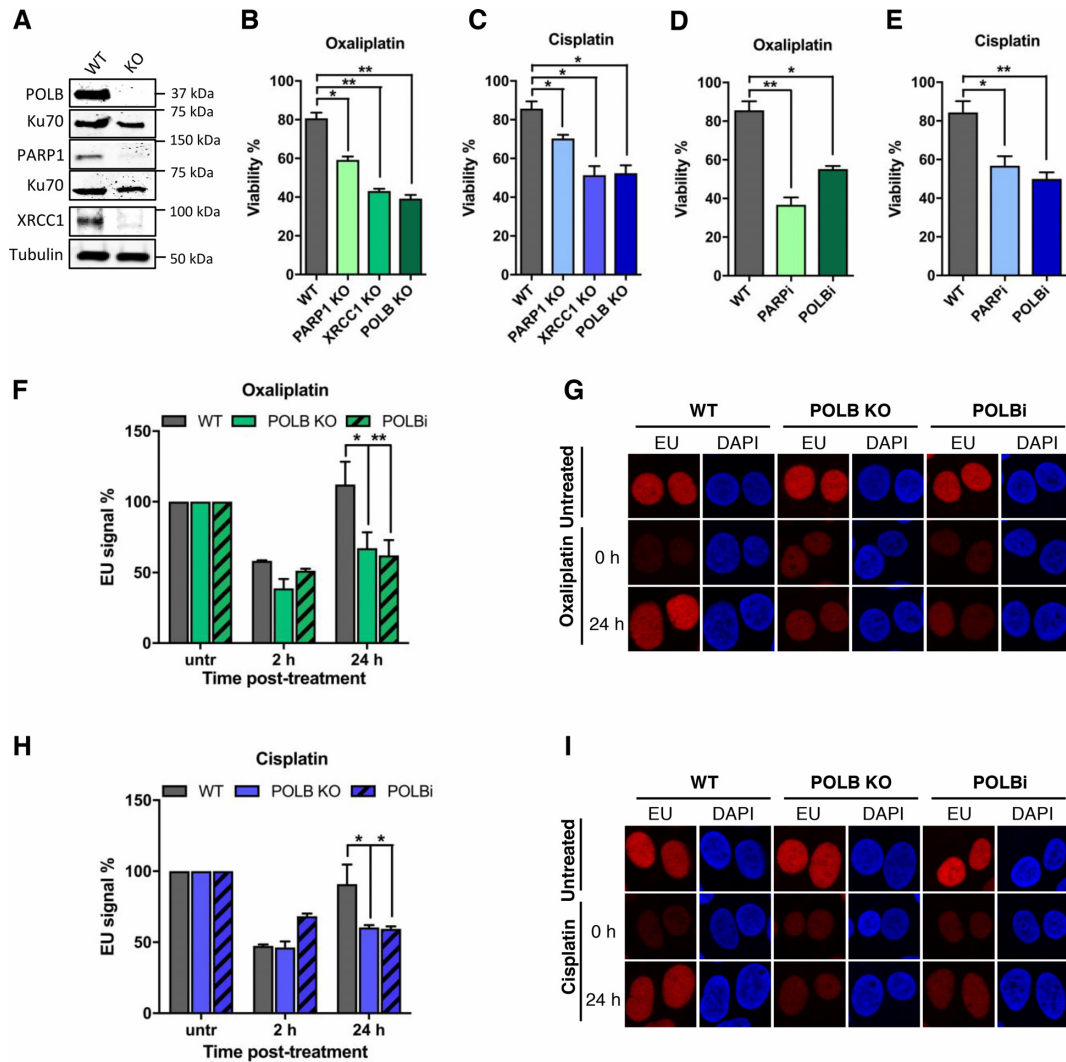 A
WT
KO
POLB
37 kDa
75 kDa
Ku70
150 kDa
PARP1
75 kDa
Ku70
100 kDa
XRCC1
Tubulin
50 kDa
B
Oxaliplatin
Viability %
100
80
60
40
20
0
**
**
*
WT
PARP1 KO
XRCC1 KO
POLB KO
C
Cisplatin
Viability %
100
80
60
40
20
0
*
*
*
WT
PARP1 KO
XRCC1 KO
POLB KO
D
Oxaliplatin
Viability %
100
80
60
40
20
0
*
**
WT
PARPi
POLBi
E
Cisplatin
Viability %
100
80
60
40
20
0
**
*
WT
PARPi
POLBi
F
Oxaliplatin
WT POLB KO POLBi
EU signal %
150
100
50
0
* **
untr 2 h 24 h
Time post-treatment
G
WT POLB KO POLBi
EU DAPI EU DAPI EU DAPI
Untreated
Oxaliplatin
0 h
24 h
H
Cisplatin
WT POLB KO POLBi
EU signal %
150
100
50
0
* *
untr 2 h 24 h
Time post-treatment
I
WT POLB KO POLBi
EU DAPI EU DAPI EU DAPI
Untreated
Cisplatin
0 h
24 h